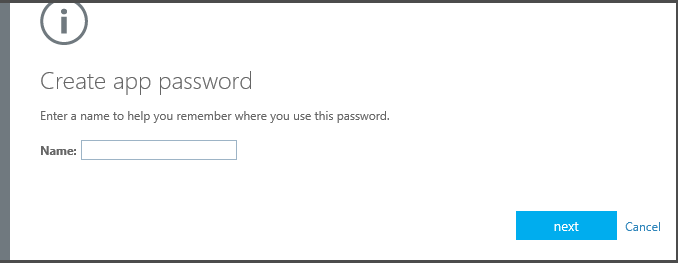 Create app password
Enter a name to help you remember where you use this password.
Name:
next Cancel